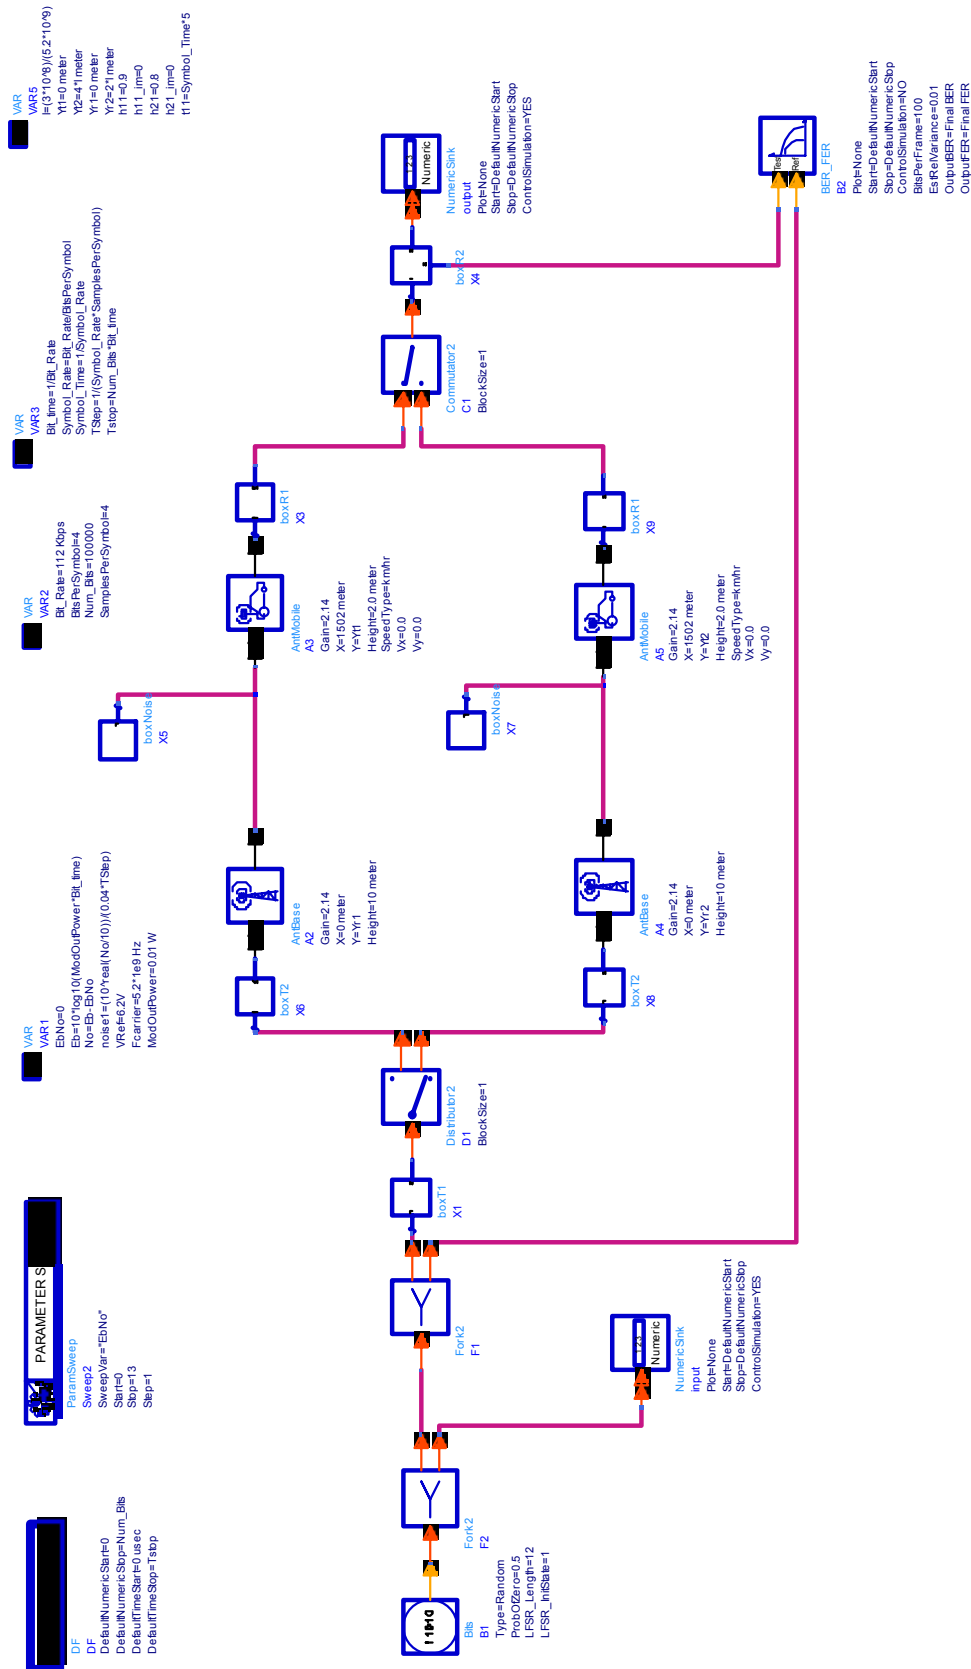 DF
DF
DefaultNumericStart=0
DefaultNumericStop=Num_Bits
DefaultTimeStart=0 usec
DefaultTimeStop=Tstop
PARAMETER S
ParamSweep
Sweep2
SweepVar="EbNo"
Start=0
Stop=13
Step=1
VAR
VAR1
EbNo=0
Eb=10*log10(ModOutPower*Bit_time)
No=Eb-EbNo
noise1=(10^real(No/10))/(0.04*TStep)
VRef=6.2V
Fcarrier=5.2*1e9 Hz
ModOutPower=0.01 W
VAR
VAR2
Bit_Rate=112 Kbps
BitsPerSymbol=4
Num_Bits=100000
SamplesPerSymbol=4
VAR
VAR3
Bit_time=1/Bit_Rate
Symbol_Rate=Bit_Rate/BitsPerSymbol
Symbol_Time=1/Symbol_Rate
TStep=1/(Symbol_Rate*SamplesPerSymbol)
Tstop=Num_Bits*Bit_time
VAR
VAR5
l=(3*10^8)/(5.2*10^9)
Yt1=0 meter
Yt2=4*l meter
Yr1=0 meter
Yr2=2*l meter
h11=0.9
h11_im=0
h21=0.8
h21_im=0
t11=Symbol_Time*5
Bits
B1
Type=Random
ProbOfZero=0.5
LFSR_Length=12
LFSR_InitState=1
Fork2
F2
Numeric
NumericSink
input
Plot=None
Start=DefaultNumericStart
Stop=DefaultNumericStop
ControlSimulation=YES
Fork2
F1
boxT1
X1
Distributor2
D1
BlockSize=1
boxT2
X6
AntBase
A2
Gain=2.14
X=0 meter
Y=Yr1
Height=10 meter
boxNoise
X5
AntMobile
A3
Gain=2.14
X=1502 meter
Y=Yt1
Height=2.0 meter
SpeedType=km/hr
Vx=0.0
Vy=0.0
boxR1
X3
boxT2
X8
AntBase
A4
Gain=2.14
X=0 meter
Y=Yr2
Height=10 meter
boxNoise
X7
AntMobile
A5
Gain=2.14
X=1502 meter
Y=Yt2
Height=2.0 meter
SpeedType=km/hr
Vx=0.0
Vy=0.0
boxR1
X9
Commutator2
C1
BlockSize=1
boxR2
X4
Numeric
NumericSink
output
Plot=None
Start=DefaultNumericStart
Stop=DefaultNumericStop
ControlSimulation=YES
Test
Ref
BER_FER
B2
Plot=None
Start=DefaultNumericStart
Stop=DefaultNumericStop
ControlSimulation=NO
BitsPerFrame=100
EstRelVariance=0.01
OutputBER=Final BER
OutputFER=Final FER